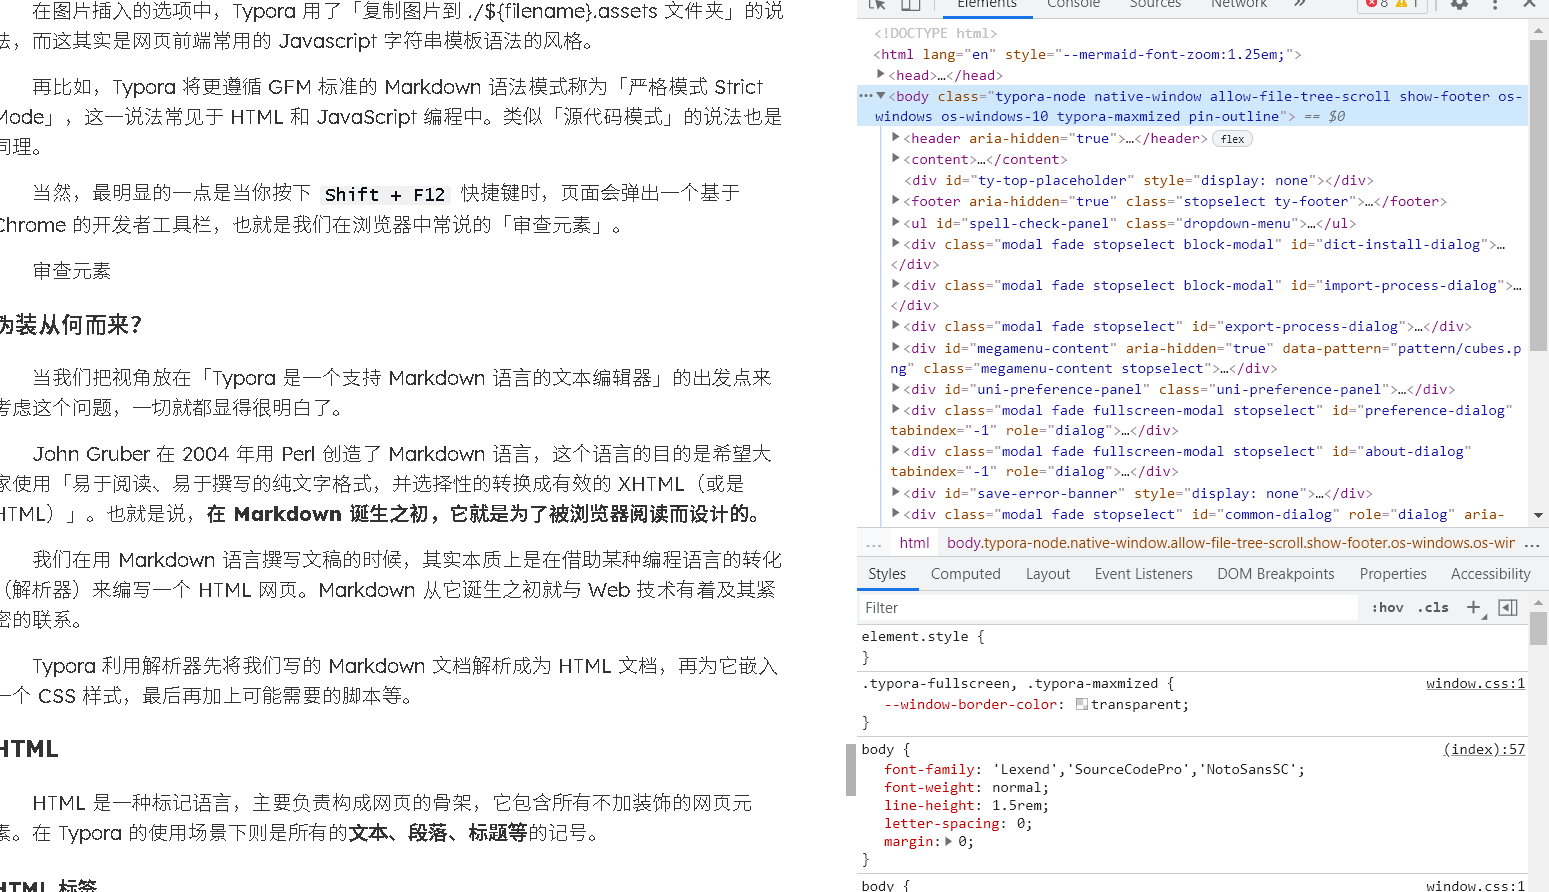 在图片插入的选项中，Typora 用了「复制图片到 ./${filename}.assets 文件夹」的说
法，而这其实是网页前端常用的 Javascript 字符串模板语法的风格。
再比如，Typora 将更遵循 GFM 标准的 Markdown 语法模式称为「严格模式 Strict
Mode」，这一说法常见于 HTML 和 JavaScript 编程中。类似「源代码模式」的说法也是
同理。
当然，最明显的一点是当你按下 Shift + F12 快捷键时，页面会弹出一个基于
Chrome 的开发者工具栏，也就是我们在浏览器中常说的「审查元素」。
审查元素
伪装从何而来？
当我们把视角放在「Typora 是一个支持 Markdown 语言的文本编辑器」的出发点来
考虑这个问题，一切就都显得很明白了。
John Gruber 在 2004 年用 Perl 创造了 Markdown 语言，这个语言的目的是希望大
家使用「易于阅读、易于撰写的纯文字格式，并选择性的转换成有效的 XHTML（或是
HTML）」。也就是说，在 Markdown 诞生之初，它就是为了被浏览器阅读而设计的。
我们在用 Markdown 语言撰写文稿的时候，其实本质上是在借助某种编程语言的转化
（解析器）来编写一个 HTML 网页。Markdown 从它诞生之初就与 Web 技术有着及其紧
密的联系。
Typora 利用解析器先将我们写的 Markdown 文档解析成为 HTML 文档，再为它嵌入
一个 CSS 样式，最后再加上可能需要的脚本等。
HTML
HTML 是一种标记语言，主要负责构成网页的骨架，它包含所有不加装饰的网页元
素。在 Typora 的使用场景下则是所有的文本、段落、标题等的记号。
HTML 标签
Elements Console Sources Network » 8 1
<!DOCTYPE html>
<html lang="en" style="--mermaid-font-zoom:1.25em;">
<head>…</head>
<body class="typora-node native-window allow-file-tree-scroll show-footer os-
windows os-windows-10 typora-maxmized pin-outline"> == $0
<header aria-hidden="true">…</header> flex
<content>…</content>
<div id="ty-top-placeholder" style="display: none"></div>
<footer aria-hidden="true" class="stopselect ty-footer">…</footer>
<ul id="spell-check-panel" class="dropdown-menu">…</ul>
<div class="modal fade stopselect block-modal" id="dict-install-dialog">…
</div>
<div class="modal fade stopselect block-modal" id="import-process-dialog">…
</div>
<div class="modal fade stopselect" id="export-process-dialog">…</div>
<div id="megamenu-content" aria-hidden="true" data-pattern="pattern/cubes.p
ng" class="megamenu-content stopselect">…</div>
<div id="uni-preference-panel" class="uni-preference-panel">…</div>
<div class="modal fade fullscreen-modal stopselect" id="preference-dialog"
tabindex="-1" role="dialog">…</div>
<div class="modal fade fullscreen-modal stopselect" id="about-dialog"
tabindex="-1" role="dialog">…</div>
<div id="save-error-banner" style="display: none">…</div>
<div class="modal fade stopselect" id="common-dialog" role="dialog" aria-
... html body.typora-node.native-window.allow-file-tree-scroll.show-footer.os-windows.os-wir ...
Styles Computed Layout Event Listeners DOM Breakpoints Properties Accessibility
Filter :hov .cls +
element.style {
}
.typora-fullscreen, .typora-maxmized { window.css:1
--window-border-color: transparent;
}
body { (index):57
font-family: 'Lexend','SourceCodePro','NotoSansSC';
font-weight: normal;
line-height: 1.5rem;
letter-spacing: 0;
margin: 0;
}
body { window.css:1